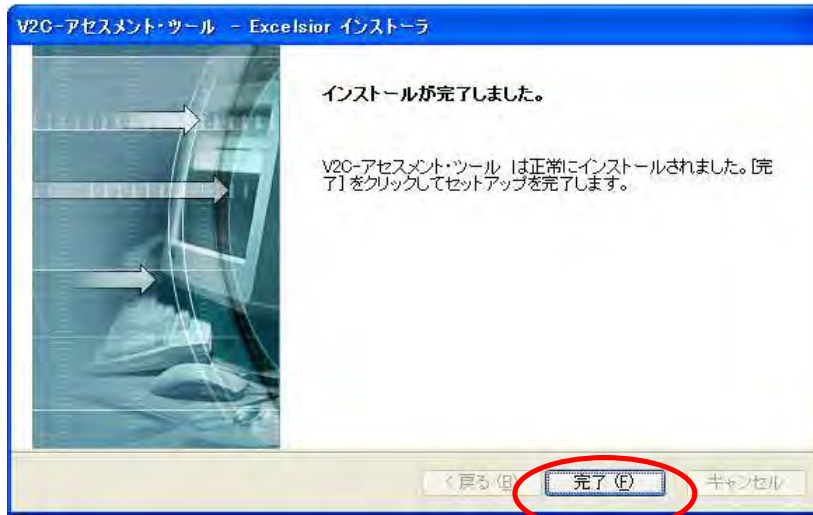 V2C-アセスメント・ツール - Excelsior インストーラ
インストールが完了しました。
V2C-アセスメント・ツール は正常にインストールされました。[完
了] をクリックしてセットアップを完了します。
< 戻る (B) 完了 (F) キャンセル